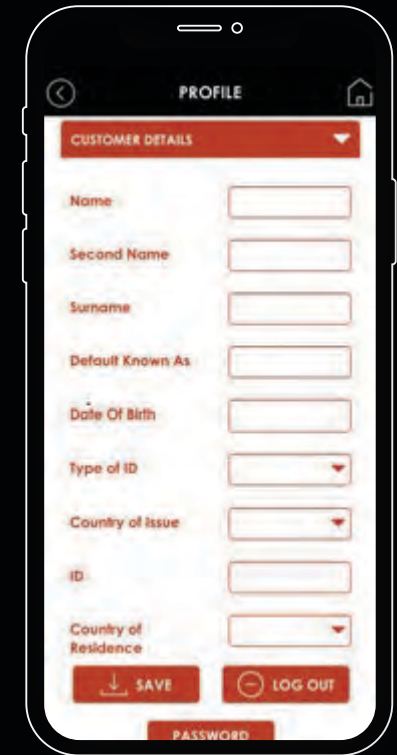 PROFILE
CUSTOMER DETAILS
Name
Second Name
Surname
Default Known As
Date Of Birth
Type of ID
Country of Issue
ID
Country of
Residence
SAVE
LOG OUT
PASSWORD